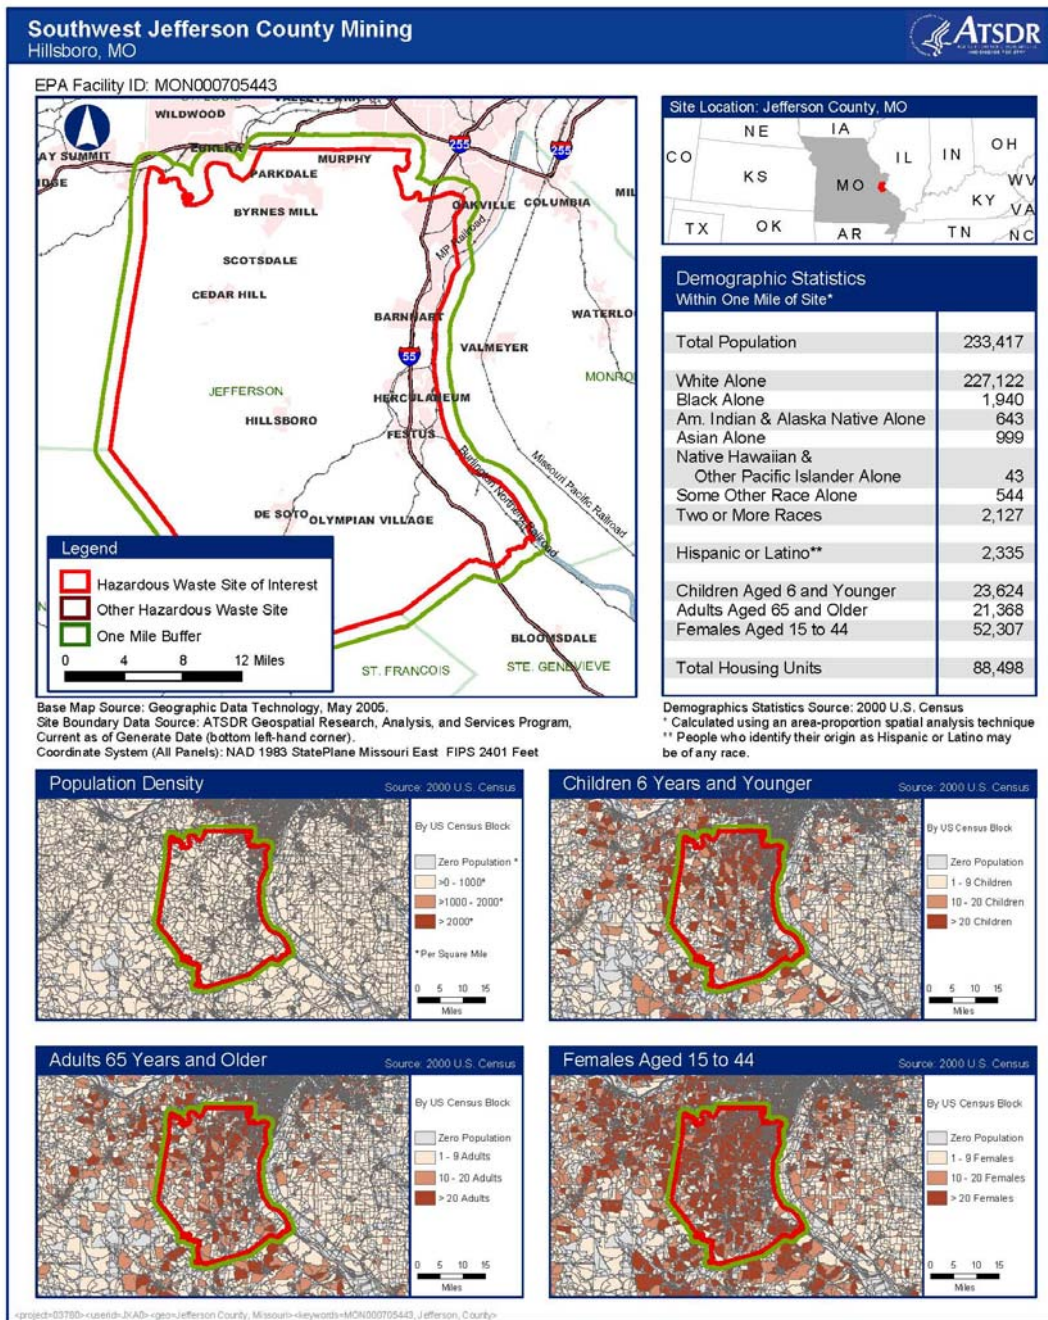 Southwest Jefferson County Mining
Hillsboro, MO
ATSDR
EPA Facility ID: MON000705443
WILDWOOD
EUREKA
MURPHY
PARKDALE
255
255
BYRNES MILL
OAKVILLE
COLUMBIA
MP Railroad
SCOTSDALE
CEDAR HILL
BARNHART
WATERLO
VALMEYER
55
JEFFERSON
MONRO
HERCULANEUM
HILLSBORO
FESTUS
Burlington Northern Railroad
Missouri Pacific Railroad
DE SOTO
OLYMPIAN VILLAGE
BLOOMSDALE
ST. FRANCOIS
STE. GENEVIEVE
Legend
Hazardous Waste Site of Interest
Other Hazardous Waste Site
One Mile Buffer
0 4 8 12 Miles
Site Location: Jefferson County, MO
NE IA
CO KS MO IL IN OH
WV
KY VA
TX OK AR TN NC
Demographic Statistics
Within One Mile of Site*
Total Population 233,417
White Alone 227,122
Black Alone 1,940
Am. Indian & Alaska Native Alone 643
Asian Alone 999
Native Hawaiian &
Other Pacific Islander Alone 43
Some Other Race Alone 544
Two or More Races 2,127
Hispanic or Latino** 2,335
Children Aged 6 and Younger 23,624
Adults Aged 65 and Older 21,368
Females Aged 15 to 44 52,307
Total Housing Units 88,498
Base Map Source: Geographic Data Technology, May 2005.
Site Boundary Data Source: ATSDR Geospatial Research, Analysis, and Services Program,
Current as of Generate Date (bottom left-hand corner).
Coordinate System (All Panels): NAD 1983 StatePlane Missouri East FIPS 2401 Feet
Demographics Statistics Source: 2000 U.S. Census
* Calculated using an area-proportion spatial analysis technique
** People who identify their origin as Hispanic or Latino may
be of any race.
Population Density Source: 2000 U.S. Census
By US Census Block
Zero Population *
>0 - 1000*
>1000 - 2000*
> 2000*
*Per Square Mile
0 5 10 15
Miles
Children 6 Years and Younger Source: 2000 U.S. Census
By US Census Block
Zero Population
1 - 9 Children
10 - 20 Children
> 20 Children
0 5 10 15
Miles
Adults 65 Years and Older Source: 2000 U.S. Census
By US Census Block
Zero Population
1 - 9 Adults
10 - 20 Adults
> 20 Adults
0 5 10 15
Miles
Females Aged 15 to 44 Source: 2000 U.S. Census
By US Census Block
Zero Population
1 - 9 Females
10 - 20 Females
> 20 Females
0 5 10 15
Miles
<project=03780><userid=JXA0><geo=Jefferson County, Missouri><keywords=MON000705443, Jefferson, County>